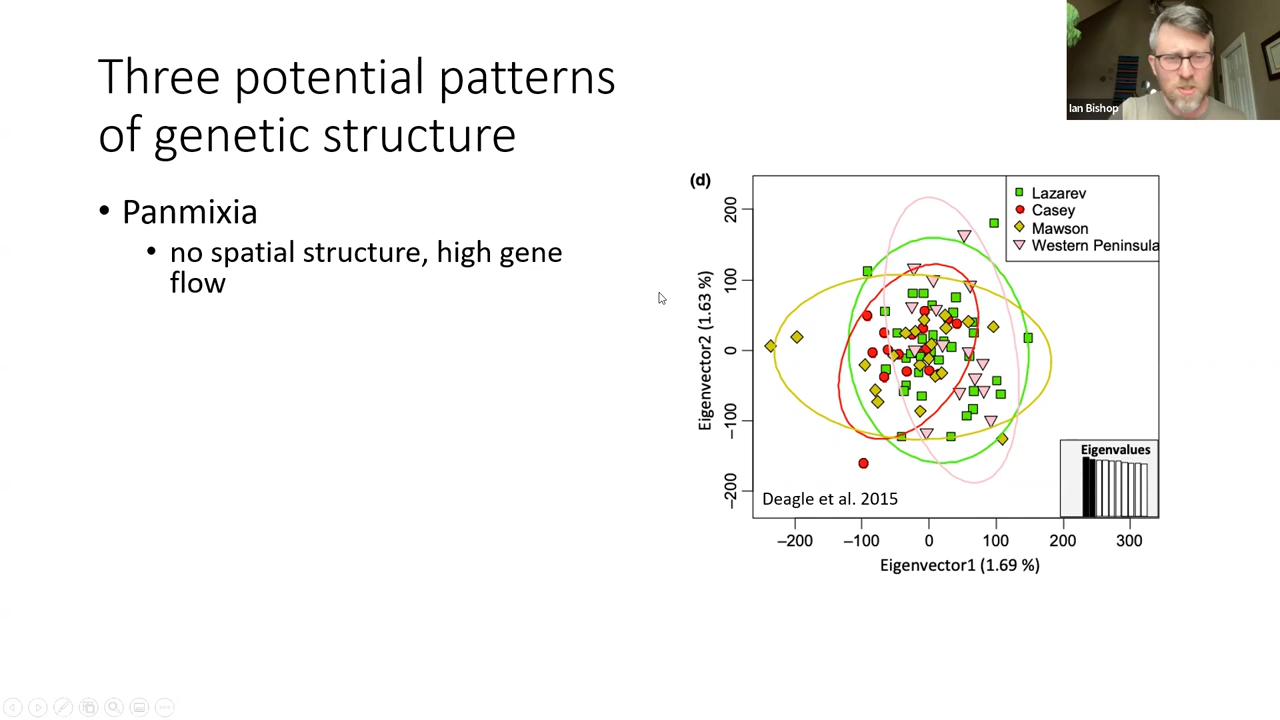 Three potential patterns
of genetic structure
• Panmixia
• no spatial structure, high gene
flow
Ian Bishop
(d)
Lazarev
Casey
Mawson
Western Peninsula
Eigenvector2 (1.63 %)
200
100
0
−100
−200
Eigenvalues
Deagle et al. 2015
−200 −100 0 100 200 300
Eigenvector1 (1.69 %)